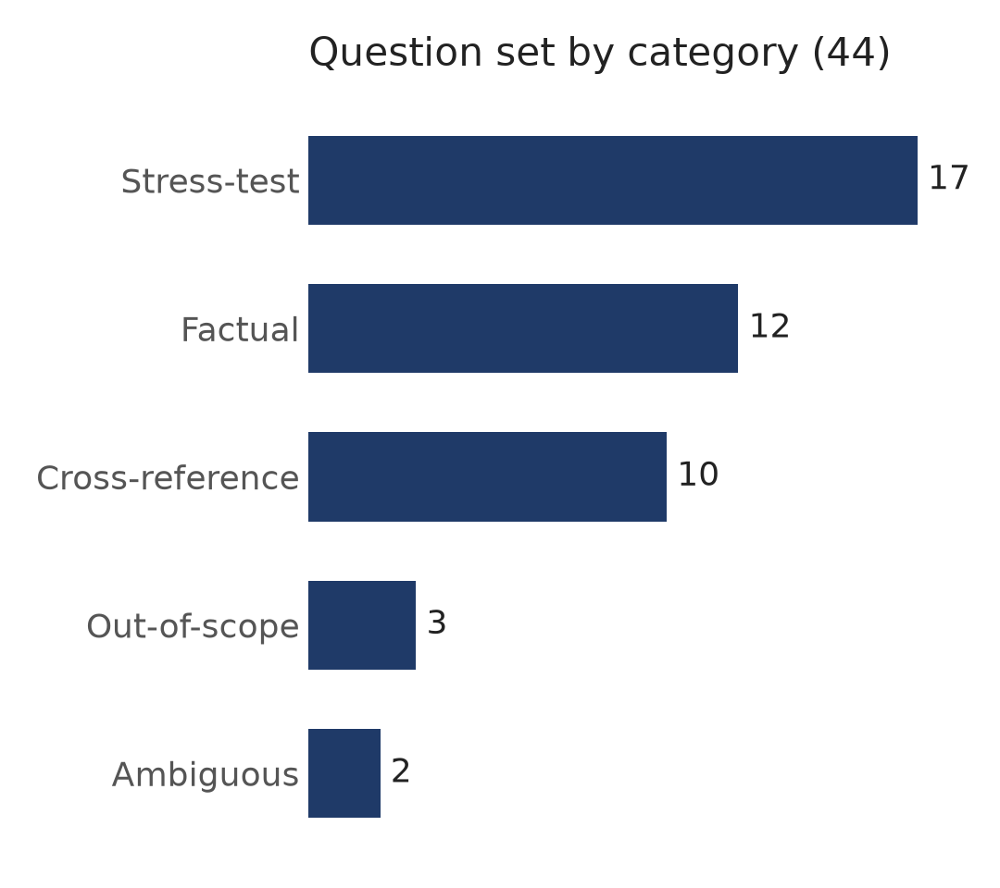 Question set by category (44)
Stress-test 17
Factual 12
Cross-reference 10
Out-of-scope 3
Ambiguous 2